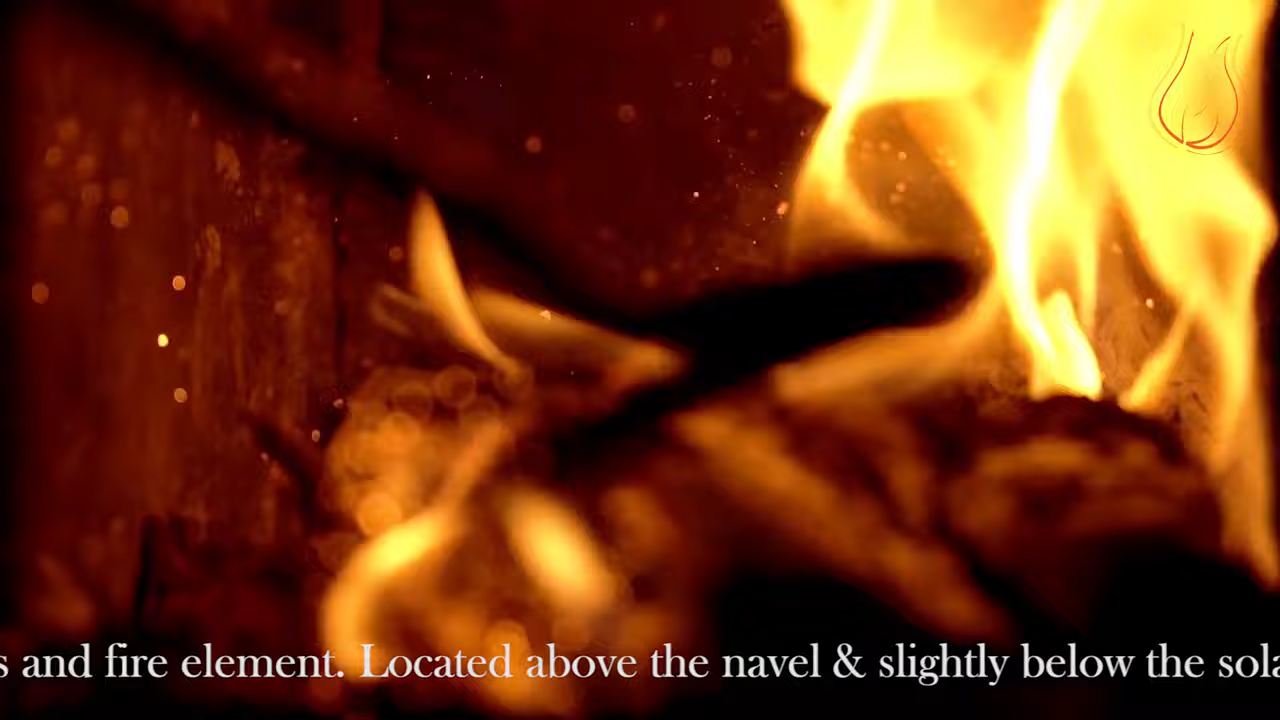 s and fire element. Located above the navel & slightly below the sola